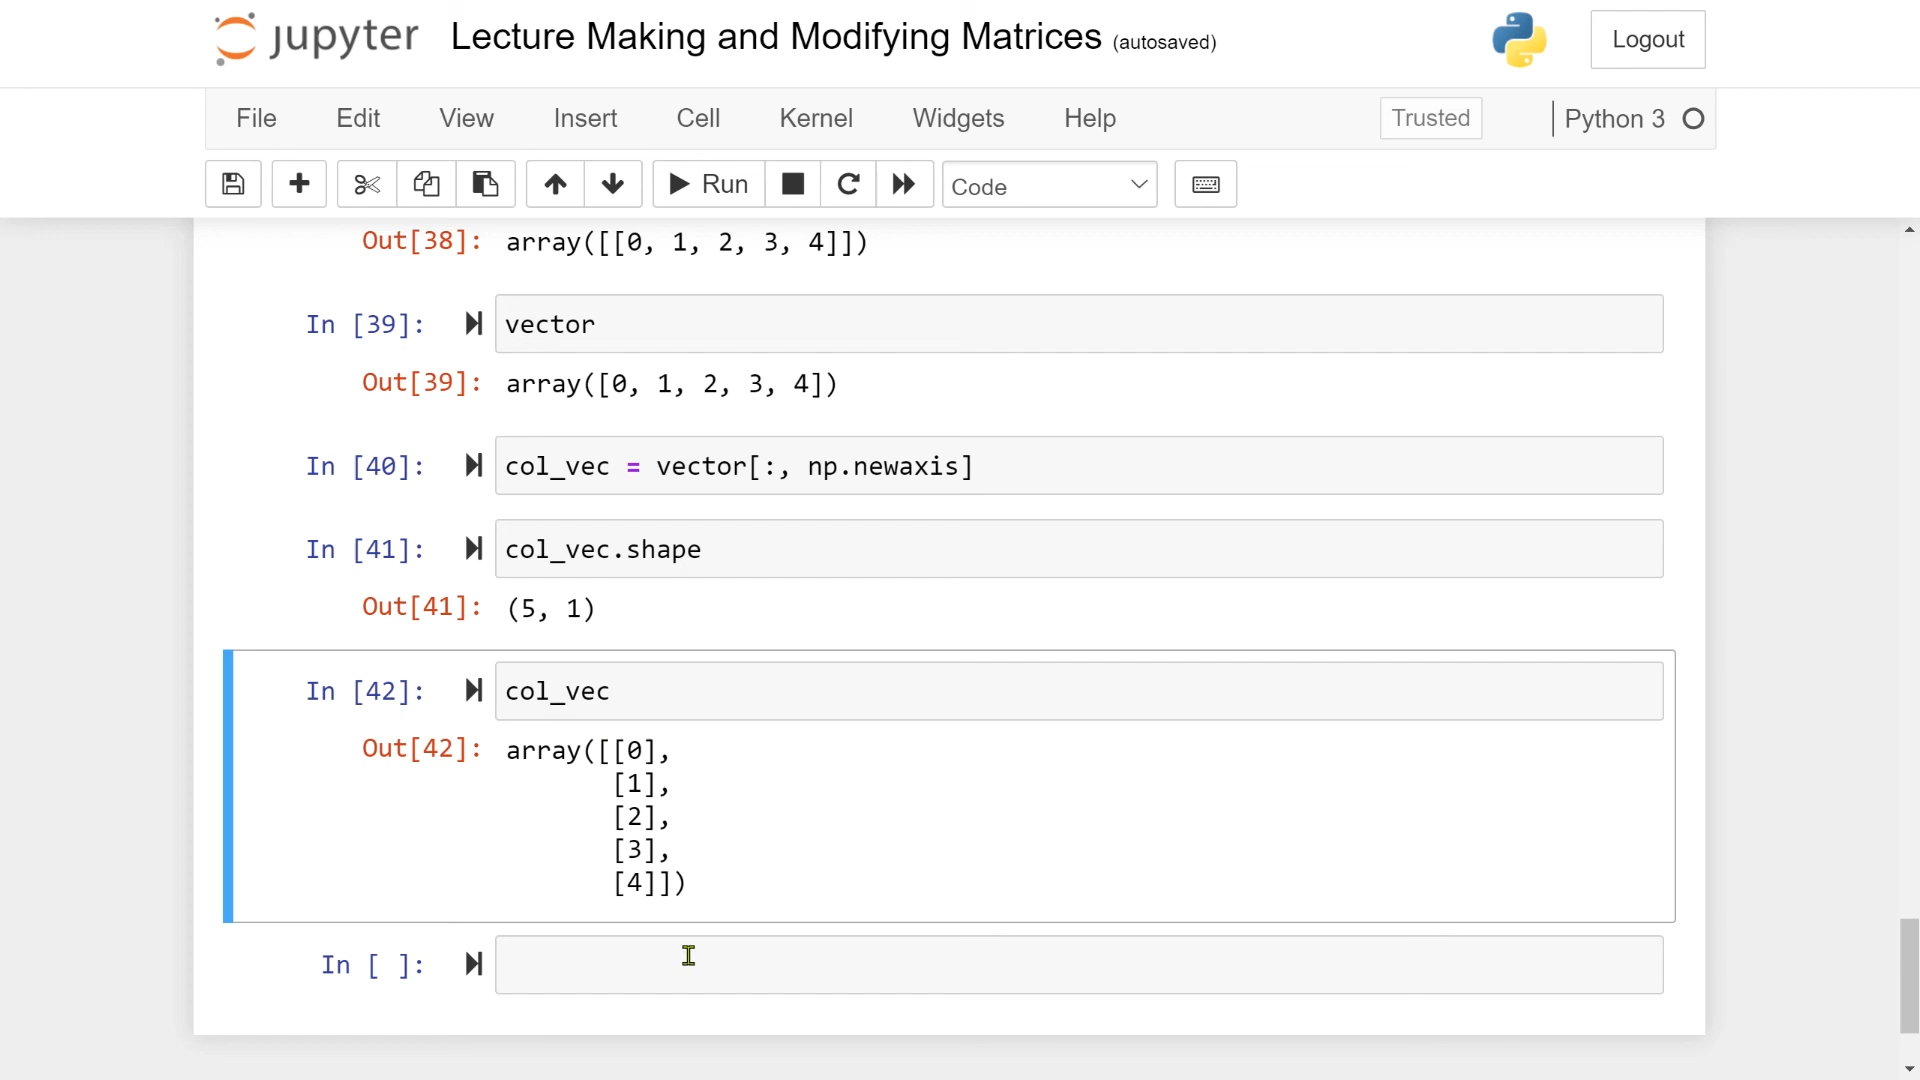 jupyter Lecture Making and Modifying Matrices (autosaved) Logout
File Edit View Insert Cell Kernel Widgets Help Trusted Python 3
Run Code
Out[38]: array([[0, 1, 2, 3, 4]])
In [39]: vector
Out[39]: array([0, 1, 2, 3, 4])
In [40]: col_vec = vector[:, np.newaxis]
In [41]: col_vec.shape
Out[41]: (5, 1)
In [42]: col_vec
Out[42]: array([[0],
[1],
[2],
[3],
[4]])
In [ ]: